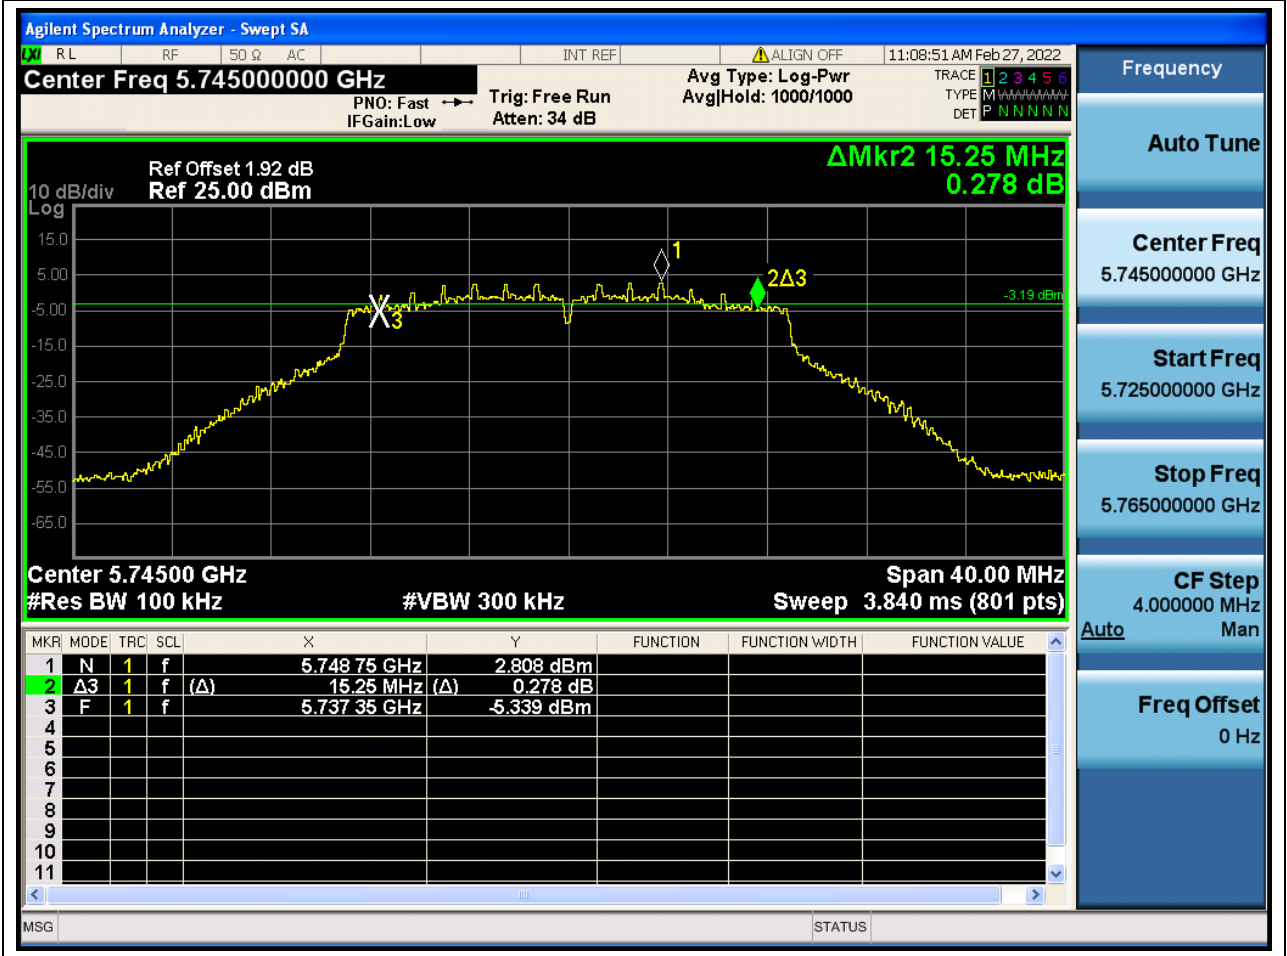 Agilent Spectrum Analyzer - Swept SA
LXI RL RF 50 Ω AC INT REF ALIGN OFF 11:08:51 AM Feb 27, 2022
Center Freq 5.745000000 GHz
PNO: Fast
IFGain:Low
Trig: Free Run
Atten: 34 dB
Avg Type: Log-Pwr
Avg|Hold: 1000/1000
TRACE 1 2 3 4 5 6
TYPE M WWWWW
DET P N N N N N
ΔMkr2 15.25 MHz
0.278 dB
Ref Offset 1.92 dB
10 dB/div Ref 25.00 dBm
Log
15.0
5.00
-5.00
-15.0
-25.0
-35.0
-45.0
-55.0
-65.0
1
2Δ3
3
-3.19 dBm
Center 5.74500 GHz Span 40.00 MHz
#Res BW 100 kHz #VBW 300 kHz Sweep 3.840 ms (801 pts)
MKR MODE TRC SCL X Y FUNCTION FUNCTION WIDTH FUNCTION VALUE
1 N 1 f 5.748 75 GHz 2.808 dBm
2 Δ3 1 f (Δ) 15.25 MHz (Δ) 0.278 dB
3 F 1 f 5.737 35 GHz -5.339 dBm
4
5
6
7
8
9
10
11
MSG STATUS
Frequency
Auto Tune
Center Freq
5.745000000 GHz
Start Freq
5.725000000 GHz
Stop Freq
5.765000000 GHz
CF Step
4.000000 MHz
Auto Man
Freq Offset
0 Hz